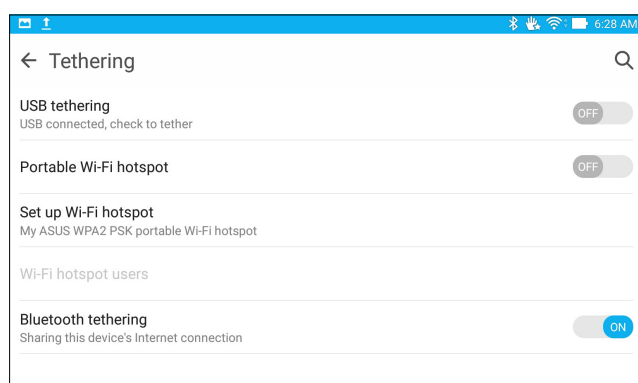 6:28 AM
Tethering
USB tethering
USB connected, check to tether
OFF
Portable Wi-Fi hotspot
OFF
Set up Wi-Fi hotspot
My ASUS WPA2 PSK portable Wi-Fi hotspot
Wi-Fi hotspot users
Bluetooth tethering
Sharing this device's Internet connection
ON